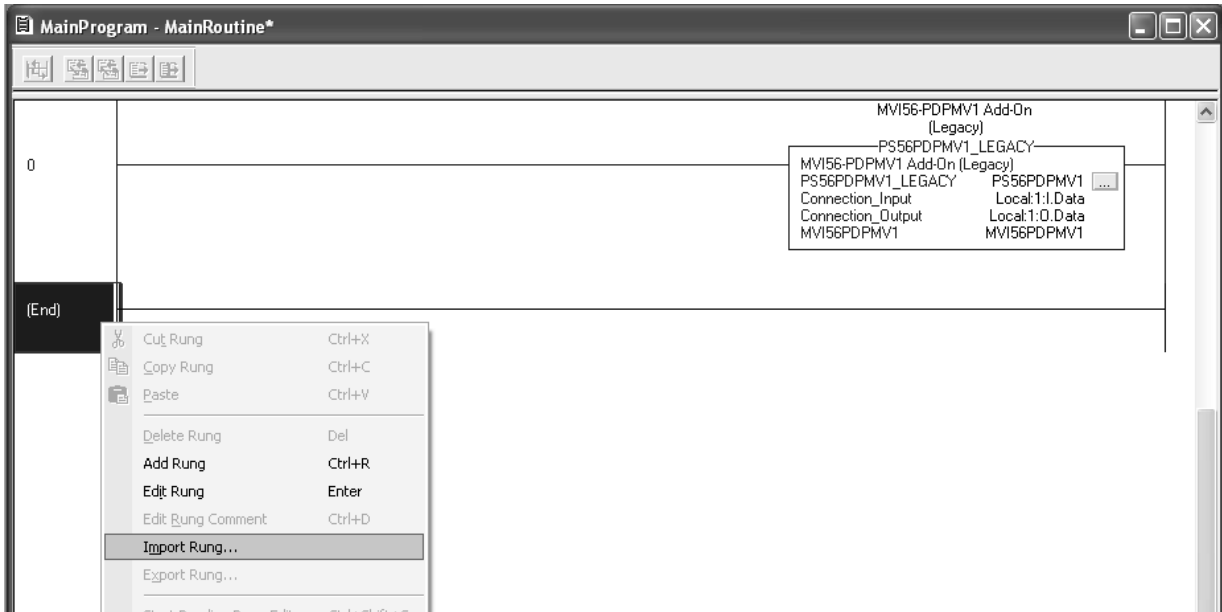 MainProgram - MainRoutine*
MVI56-PDPMV1 Add-On
(Legacy)
0
PS56PDPMV1_LEGACY
MVI56-PDPMV1 Add-On (Legacy)
PS56PDPMV1_LEGACY PS56PDPMV1 ...
Connection_Input Local:1:I.Data
Connection_Output Local:1:O.Data
MVI56PDPMV1 MVI56PDPMV1
(End)
Cut Rung Ctrl+X
Copy Rung Ctrl+C
Paste Ctrl+V
Delete Rung Del
Add Rung Ctrl+R
Edit Rung Enter
Edit Rung Comment Ctrl+D
Import Rung...
Export Rung...